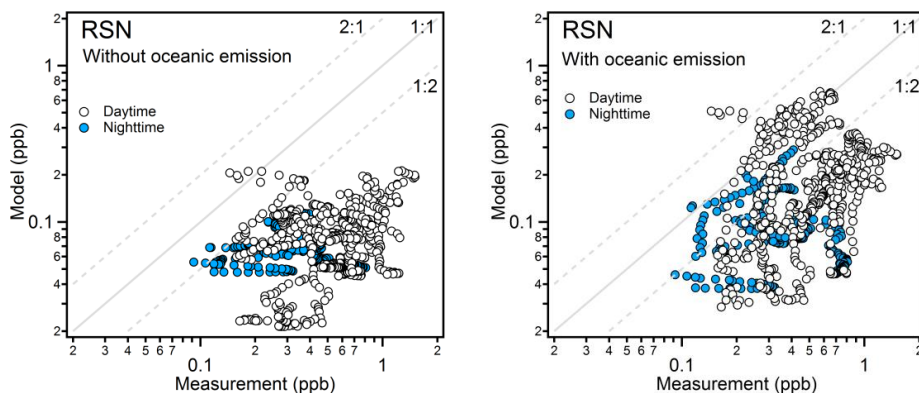 RSN
Without oceanic emission
2:1
1:1
1:2
Daytime
Nighttime
Model (ppb)
2
1
8
6
4
2
0.1
8
6
4
2
2 3 4 5 6 7 0.1 2 3 4 5 6 7 1 2
Measurement (ppb)
RSN
With oceanic emission
2:1
1:1
1:2
Daytime
Nighttime
Model (ppb)
2
1
8
6
4
2
0.1
8
6
4
2
2 3 4 5 6 7 0.1 2 3 4 5 6 7 1 2
Measurement (ppb)